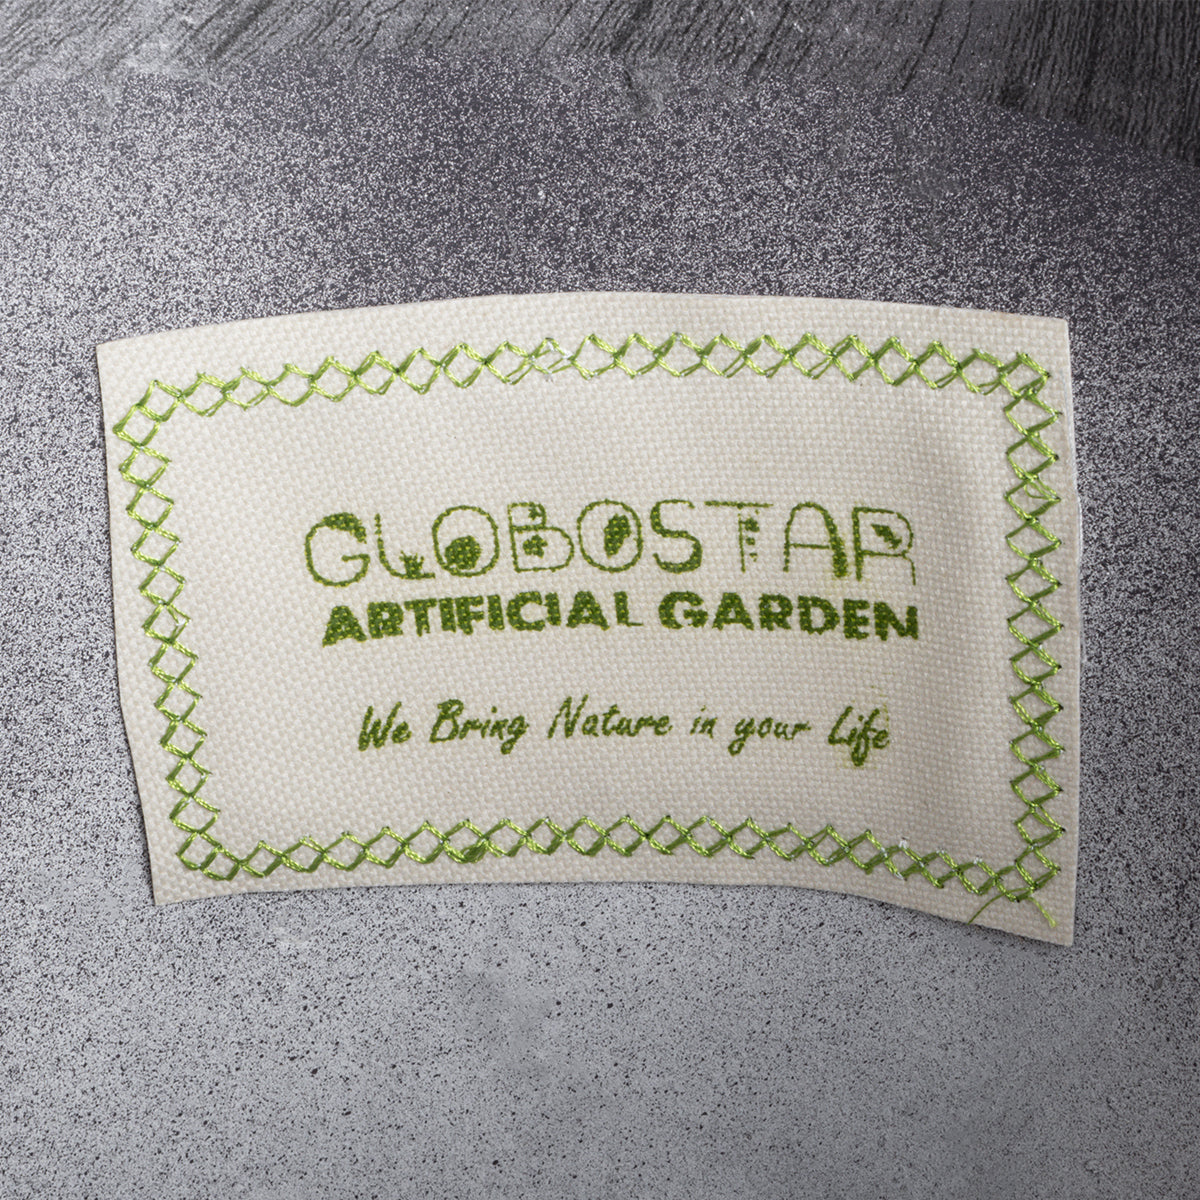 GLOBOSTAR
ARTIFICIAL GARDEN
We Bring Nature in your Life